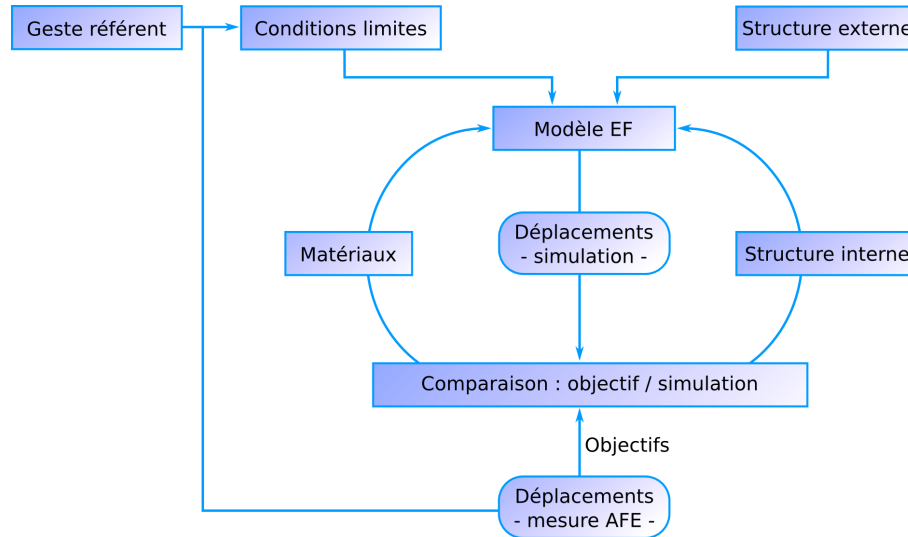 Geste référent
Conditions limites
Structure externe
Modèle EF
Déplacements
- simulation -
Matériaux
Structure interne
Comparaison : objectif / simulation
Objectifs
Déplacements
- mesure AFE -